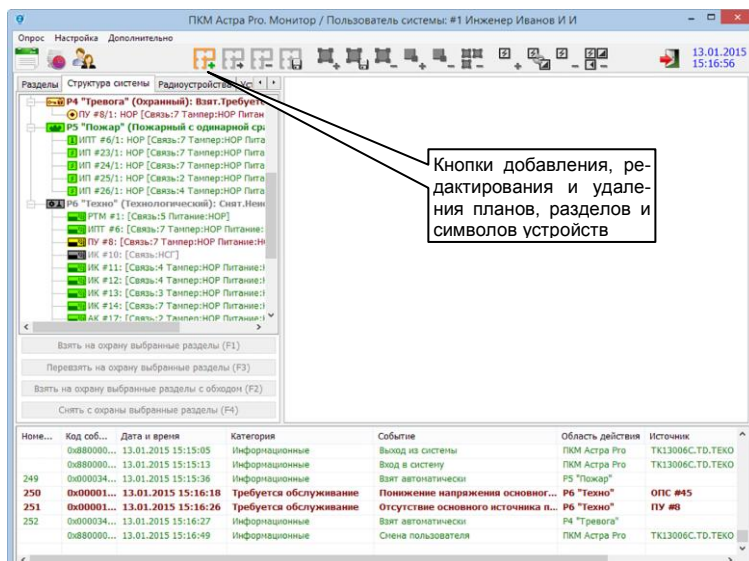 ПКМ Астра Pro. Монитор / Пользователь системы: #1 Инженер Иванов И И
Опрос Настройка Дополнительно
13.01.2015
15:16:56
Разделы Структура системы Радиоустройства Ус
Р4 "Тревога" (Охранный): Взят.Требуетс
ПУ #8/1: НОР [Связь:7 Тампер:НОР Питан
Р5 "Пожар" (Пожарный с одинарной сра
ИПТ #6/1: НОР [Связь:7 Тампер:НОР Пита
ИП #23/1: НОР [Связь:7 Тампер:НОР Пита
ИП #24/1: НОР [Связь:7 Тампер:НОР Пита
ИП #25/1: НОР [Связь:2 Тампер:НОР Пита
ИП #26/1: НОР [Связь:4 Тампер:НОР Пита
Р6 "Техно" (Технологический): Снят.Нен
РТМ #1: [Связь:5 Питание:НОР]
ИПТ #6: [Связь:7 Тампер:НОР Питание:
ПУ #8: [Связь:7 Тампер:НОР Питание:Н
ИК #10: [Связь:НСГ]
ИК #11: [Связь:4 Тампер:НОР Питание:
ИК #12: [Связь:4 Тампер:НОР Питание:
ИК #13: [Связь:3 Тампер:НОР Питание:
ИК #14: [Связь:7 Тампер:НОР Питание:
АК #17: [Связь:2 Тампер:НОР Питание:
Кнопки добавления, ре-
дактирования и удале-
ния планов, разделов и
символов устройств
Взять на охрану выбранные разделы (F1)
Перевзять на охрану выбранные разделы (F3)
Взять на охрану выбранные разделы с обходом (F2)
Снять с охраны выбранные разделы (F4)
Номе... Код соб... Дата и время Категория Событие Область действия Источник
0x880000... 13.01.2015 15:15:05 Информационные Выход из системы ПКМ Астра Pro TK13006C.TD.TEKO
0x880000... 13.01.2015 15:15:13 Информационные Вход в систему ПКМ Астра Pro TK13006C.TD.TEKO
249 0x000034... 13.01.2015 15:15:36 Информационные Взят автоматически Р5 "Пожар"
250 0x00001... 13.01.2015 15:16:18 Требуется обслуживание Понижение напряжения основног... Р6 "Техно" ОПС #45
251 0x00001... 13.01.2015 15:16:26 Требуется обслуживание Отсутствие основного источника п... Р6 "Техно" ПУ #8
252 0x000034... 13.01.2015 15:16:27 Информационные Взят автоматически Р4 "Тревога"
0x880000... 13.01.2015 15:16:49 Информационные Смена пользователя ПКМ Астра Pro TK13006C.TD.TEKO